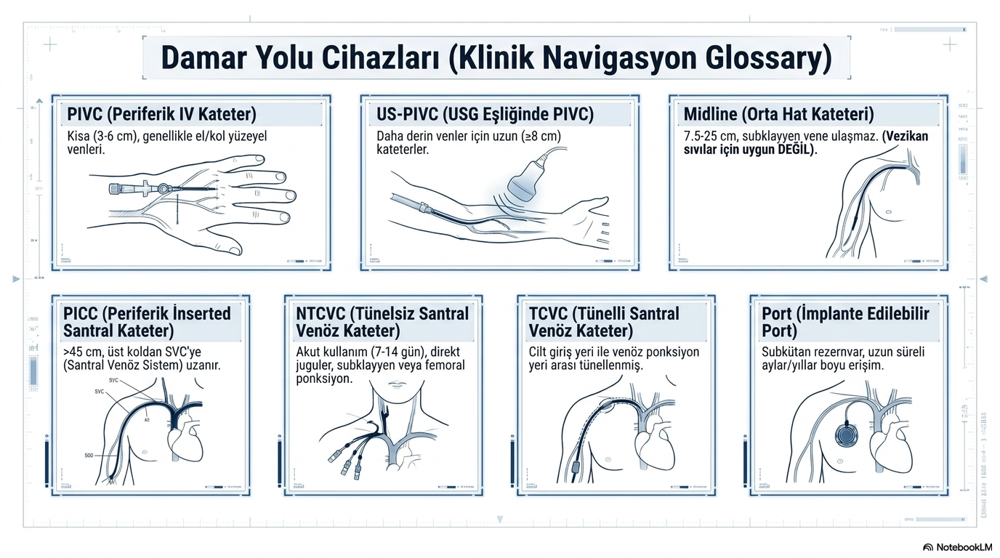 Damar Yolu Cihazları (Klinik Navigasyon Glossary)
PIVC (Periferik IV Kateter)
Kisa (3-6 cm), genellikle el/kol yüzeyel
venleri.
US-PIVC (USG Eşliğinde PIVC)
Daha derin venler için uzun (≥8 cm)
kateterler.
Midline (Orta Hat Kateteri)
7.5-25 cm, subklayyen vene ulaşmaz. (Vezikan
sıvılar için uygun DEĞİL).
PICC (Periferik İnserted
Santral Kateter)
>45 cm, üst koldan SVC'ye
(Santral Venöz Sistem) uzanır.
SVC
SVC
500
NTCVC (Tünelsiz Santral
Venöz Kateter)
Akut kullanım (7-14 gün), direkt
juguler, subklayyen veya femoral
ponksiyon.
TCVC (Tünelli Santral
Venöz Kateter)
Cilt giriş yeri ile venöz ponksiyon
yeri arası tünellenmiş.
Port (İmplante Edilebilir
Port)
Subkütan rezernvar, uzun süreli
aylar/yıllar boyu erişim.
NotebookLM